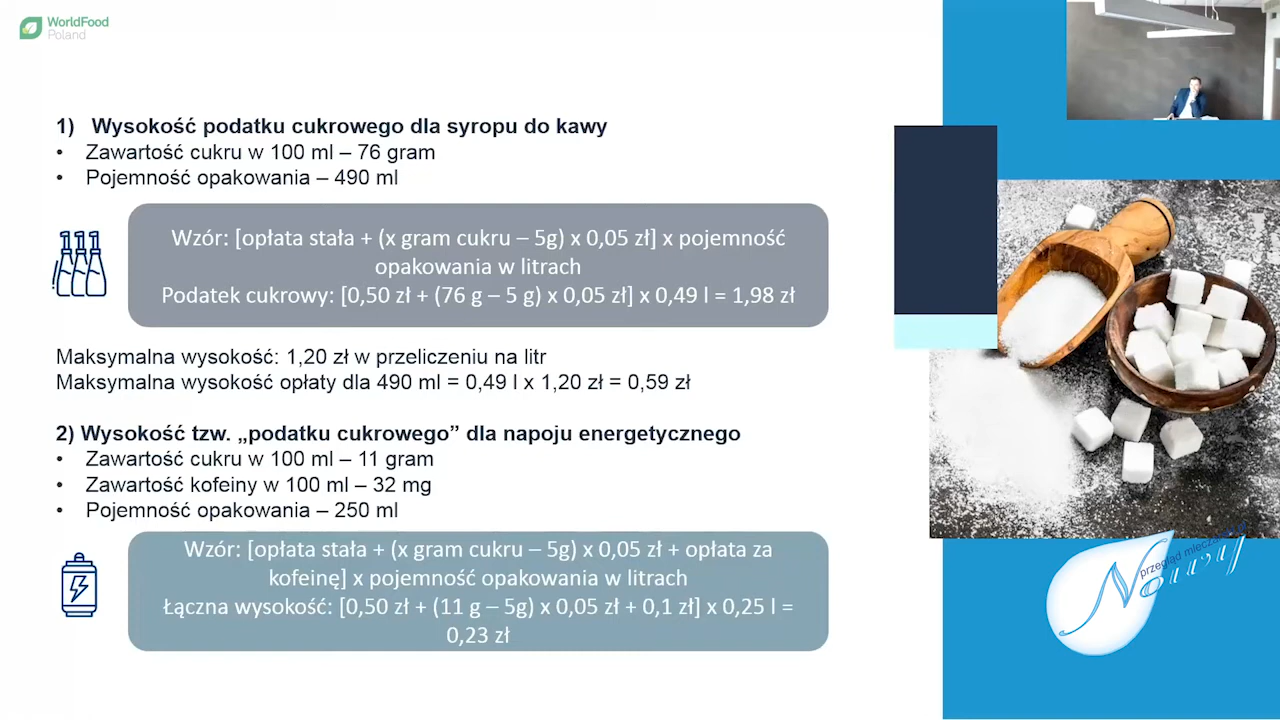 WorldFood
Poland
1) Wysokość podatku cukrowego dla syropu do kawy
• Zawartość cukru w 100 ml – 76 gram
• Pojemność opakowania – 490 ml
Wzór: [opłata stała + (x gram cukru – 5g) x 0,05 zł] x pojemność
opakowania w litrach
Podatek cukrowy: [0,50 zł + (76 g – 5 g) x 0,05 zł] x 0,49 l = 1,98 zł
Maksymalna wysokość: 1,20 zł w przeliczeniu na litr
Maksymalna wysokość opłaty dla 490 ml = 0,49 l x 1,20 zł = 0,59 zł
2) Wysokość tzw. „podatku cukrowego” dla napoju energetycznego
• Zawartość cukru w 100 ml – 11 gram
• Zawartość kofeiny w 100 ml – 32 mg
• Pojemność opakowania – 250 ml
Wzór: [opłata stała + (x gram cukru – 5g) x 0,05 zł + opłata za
kofeinę] x pojemność opakowania w litrach
Łączna wysokość: [0,50 zł + (11 g – 5g) x 0,05 zł + 0,1 zł] x 0,25 l =
0,23 zł
przegląd
Nowy